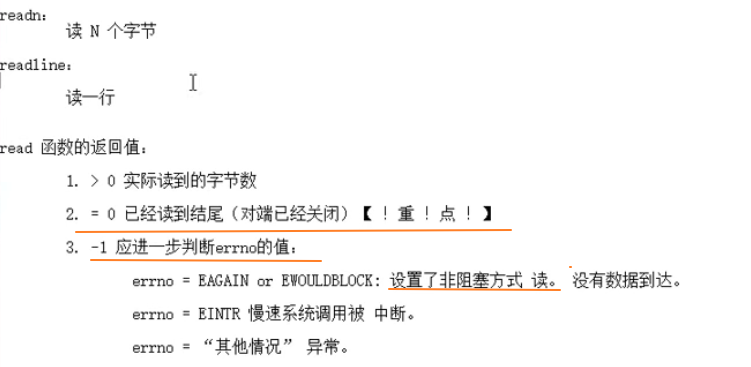 readn:
读 N 个字节
readline:
读一行
read 函数的返回值:
1. > 0 实际读到的字节数
2. = 0 已经读到结尾（对端已经关闭）【 ！重 ！点 ！】
3. -1 应进一步判断errno的值:
errno = EAGAIN or EWOULDBLOCK: 设置了非阻塞方式 读。 没有数据到达。
errno = EINTR 慢速系统调用被 中断。
errno = “其他情况” 异常。